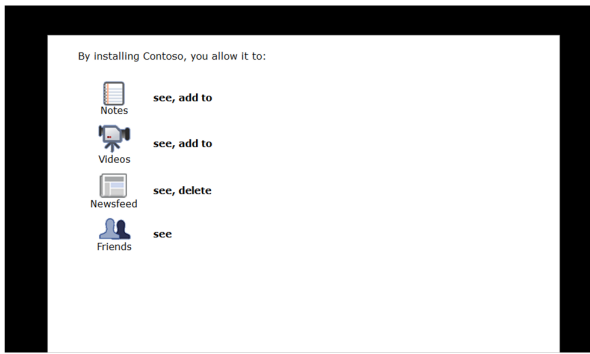 By installing Contoso, you allow it to:
Notes
see, add to
Videos
see, add to
Newsfeed
see, delete
Friends
see